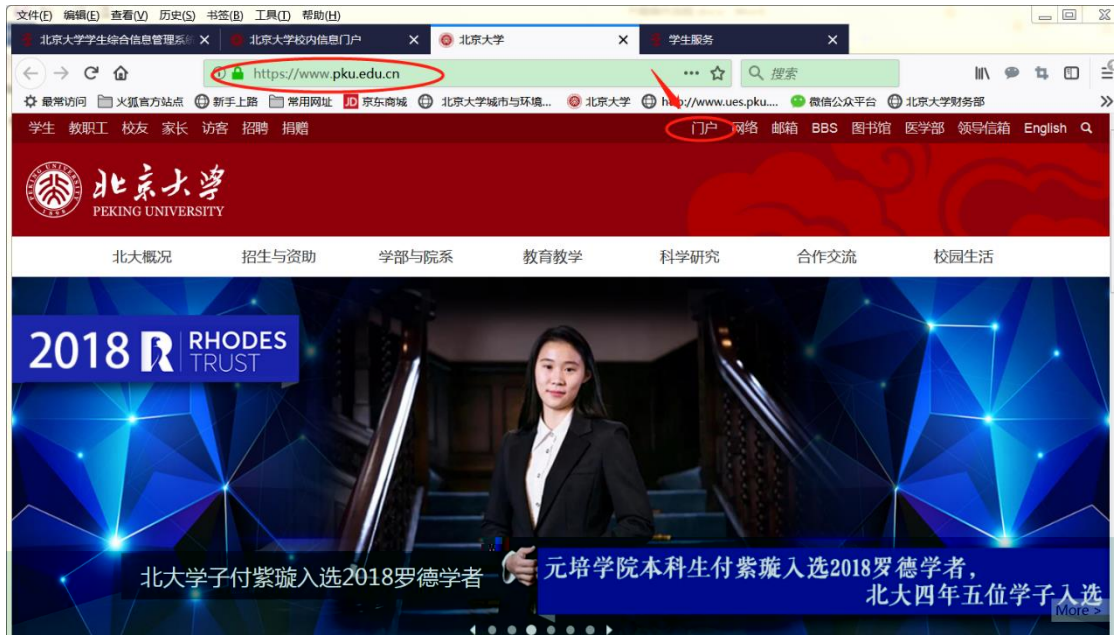 文件(F) 编辑(E) 查看(V) 历史(S) 书签(B) 工具(T) 帮助(H)
北京大学学生综合信息管理系统 北京大学校内信息门户 北京大学 学生服务
https://www.pku.edu.cn 搜索
最常访问 火狐官方站点 新手上路 常用网址 JD 京东商城 北京大学城市与环境... 北京大学 http://www.ues.pku.... 微信公众平台 北京大学财务部
学生 教职工 校友 家长 访客 招聘 捐赠 门户 网络 邮箱 BBS 图书馆 医学部 领导信箱 English
北京大学
PEKING UNIVERSITY
1898
北大概况 招生与资助 学部与院系 教育教学 科学研究 合作交流 校园生活
2018 R RHODES
TRUST
北大学子付紫璇入选2018罗德学者
元培学院本科生付紫璇入选2018罗德学者，
北大四年五位学子入选
More >